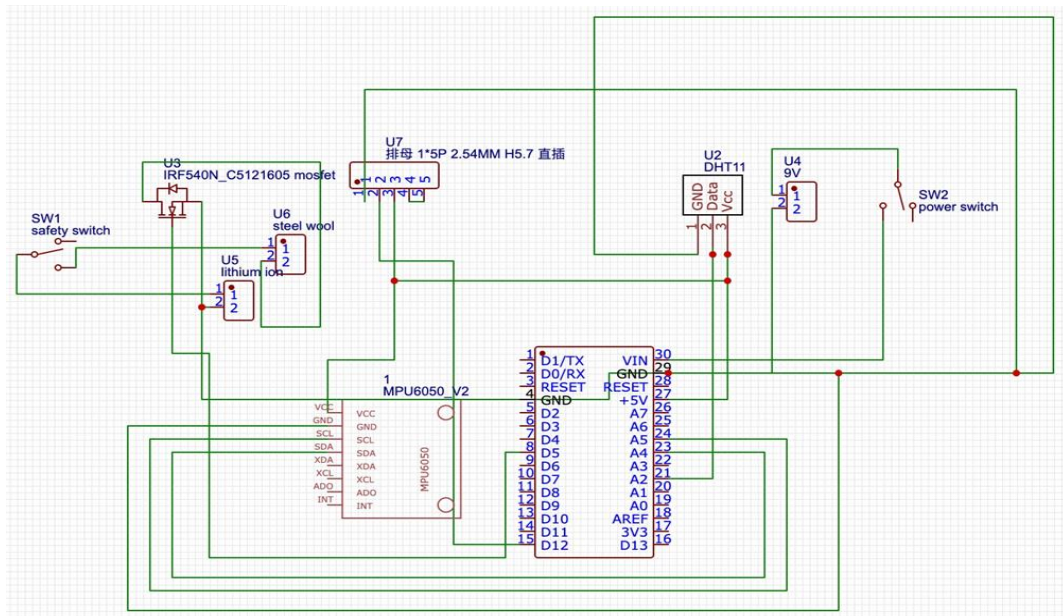 U7
排母 1*5P 2.54MM H5.7 直插
1 2 3 4 5
1 2 3 4 5
U3
IRF540N_C5121605 mosfet
U2
DHT11
GND
Data
Vcc
1 2 3
U4
9V
1 1
2 2
SW2
power switch
SW1
safety switch
U6
steel wool
1 1
2 2
U5
lithium ion
1 1
2 2
1
MPU6050_V2
VCC VCC
GND GND
SCL SCL
SDA SDA
XDA XDA
XCL XCL
ADO ADO
INT INT
MPU6050
1 D1/TX VIN 30
2 D0/RX GND 29
3 RESET RESET 28
4 GND +5V 27
5 D2 A7 26
6 D3 A6 25
7 D4 A5 24
8 D5 A4 23
9 D6 A3 22
10 D7 A2 21
11 D8 A1 20
12 D9 A0 19
13 D10 AREF 18
14 D11 3V3 17
15 D12 D13 16